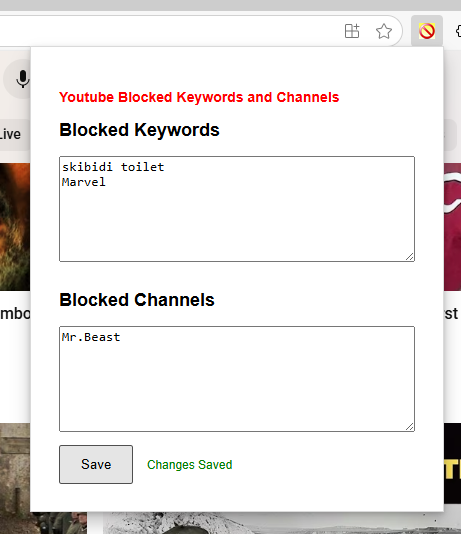 Live
Youtube Blocked Keywords and Channels
Blocked Keywords
skibidi toilet
Marvel
mbo
st
Blocked Channels
Mr.Beast
Save
Changes Saved